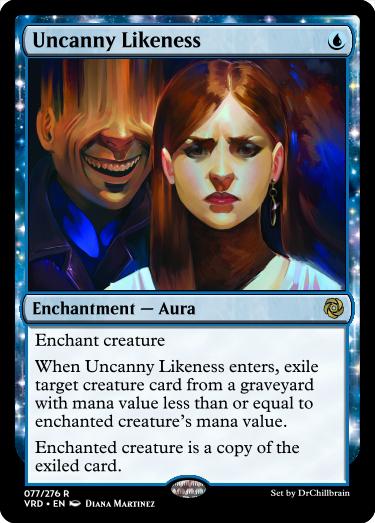 Uncanny Likeness
Enchantment — Aura
Enchant creature
When Uncanny Likeness enters, exile
target creature card from a graveyard
with mana value less than or equal to
enchanted creature's mana value.
Enchanted creature is a copy of the
exiled card.
077/276 R
VRD • EN Diana Martinez
Set by DrChillbrain